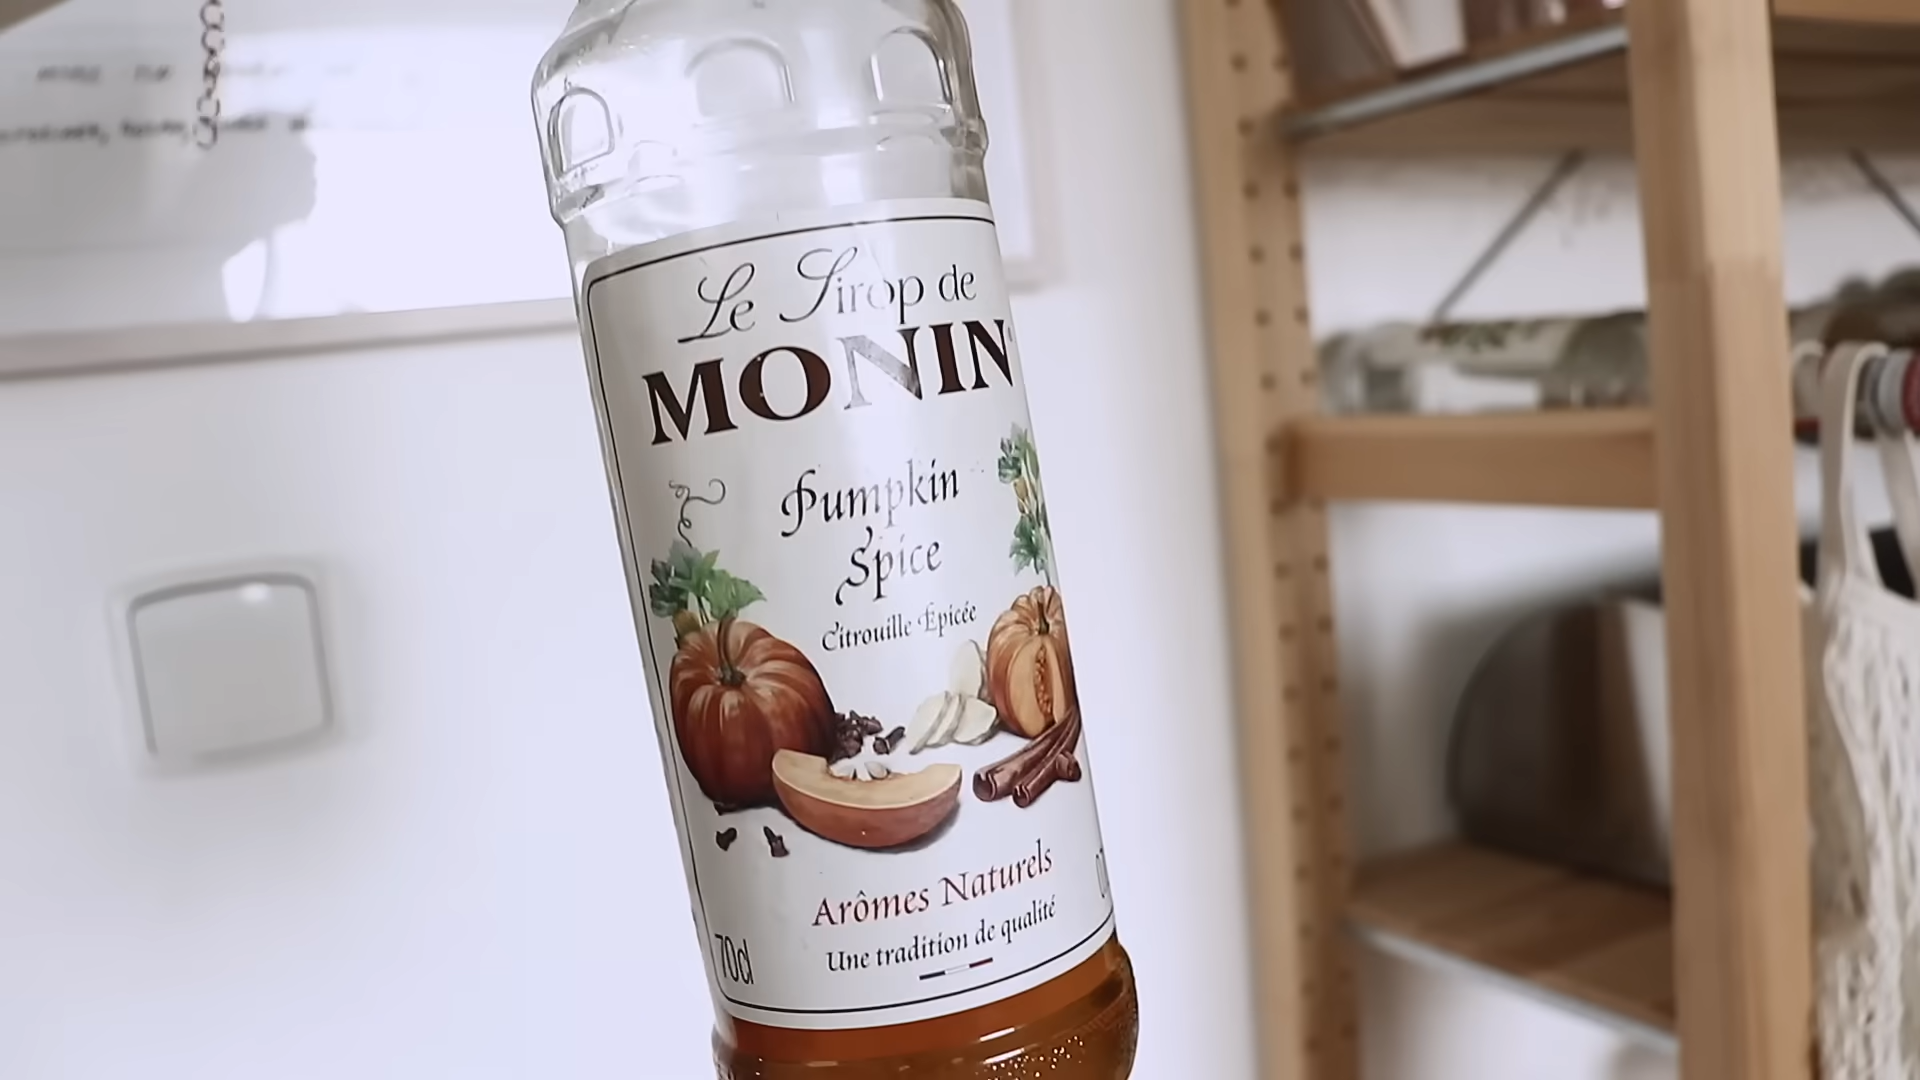 Le Sirop de
MONIN
Pumpkin
Spice
Citrouille Épicée
Arômes Naturels
Une tradition de qualité
70cl